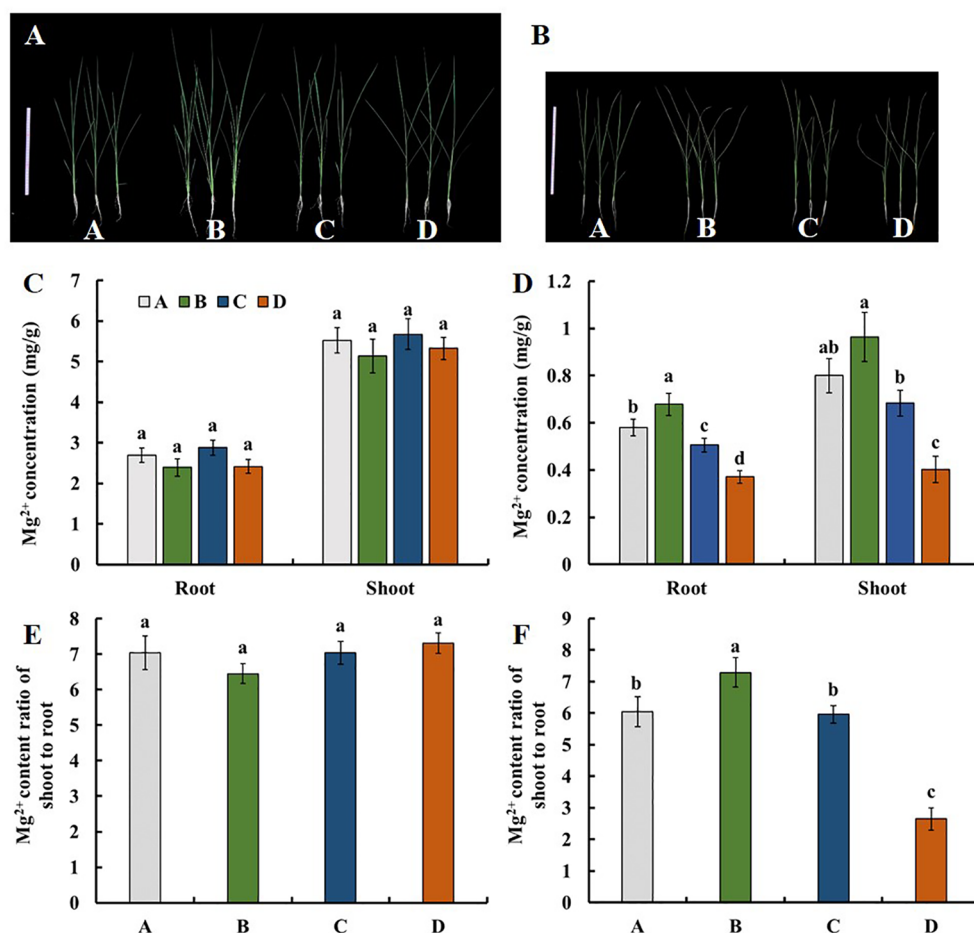 A
A B C D
B
A B C D
C
A B C D
Mg²⁺ concentration (mg/g)
7
6
5
4
3
2
1
0
a a a a
a a a a
Root Shoot
D
Mg²⁺ concentration (mg/g)
1.2
1
0.8
0.6
0.4
0.2
0
b a c d
ab a b c
Root Shoot
E
Mg²⁺ content ratio of
shoot to root
8
7
6
5
4
3
2
1
0
a a a a
A B C D
F
Mg²⁺ content ratio of
shoot to root
9
8
7
6
5
4
3
2
1
0
b a b c
A B C D